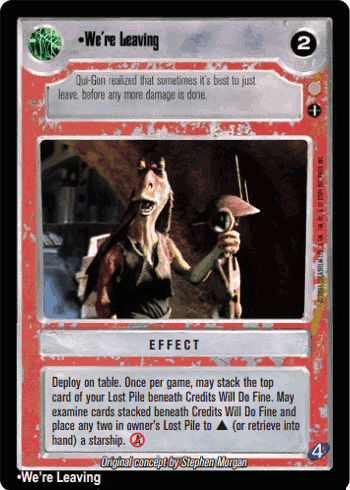 •We're Leaving
2
Qui-Gon realized that sometimes it's best to just
leave, before any more damage is done.
EFFECT
Deploy on table. Once per game, may stack the top
card of your Lost Pile beneath Credits Will Do Fine. May
examine cards stacked beneath Credits Will Do Fine and
place any two in owner's Lost Pile to ▲ (or retrieve into
hand) a starship. A
4
Original concept by Stephen Morgan
•We're Leaving